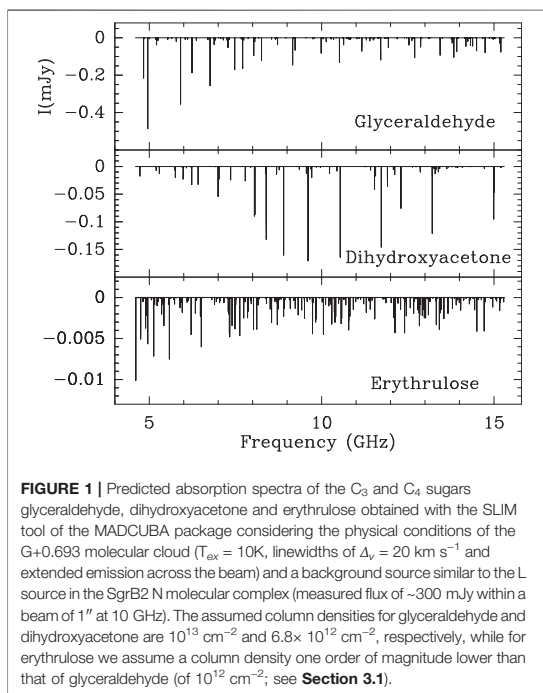 0
−0.2
−0.4
I(mJy)
Glyceraldehyde
0
−0.05
−0.1
−0.15
Dihydroxyacetone
0
−0.005
−0.01
Erythrulose
5
10
15
Frequency (GHz)
FIGURE 1 | Predicted absorption spectra of the C₃ and C₄ sugars
glyceraldehyde, dihydroxyacetone and erythrulose obtained with the SLIM
tool of the MADCUBA package considering the physical conditions of the
G+0.693 molecular cloud (Tₑₓ = 10K, linewidths of Δᵥ = 20 km s⁻¹ and
extended emission across the beam) and a background source similar to the L
source in the SgrB2 N molecular complex (measured flux of ~300 mJy within a
beam of 1″ at 10 GHz). The assumed column densities for glyceraldehyde and
dihydroxyacetone are 10¹³ cm⁻² and 6.8× 10¹² cm⁻², respectively, while for
erythrulose we assume a column density one order of magnitude lower than
that of glyceraldehyde (of 10¹² cm⁻²; see Section 3.1).